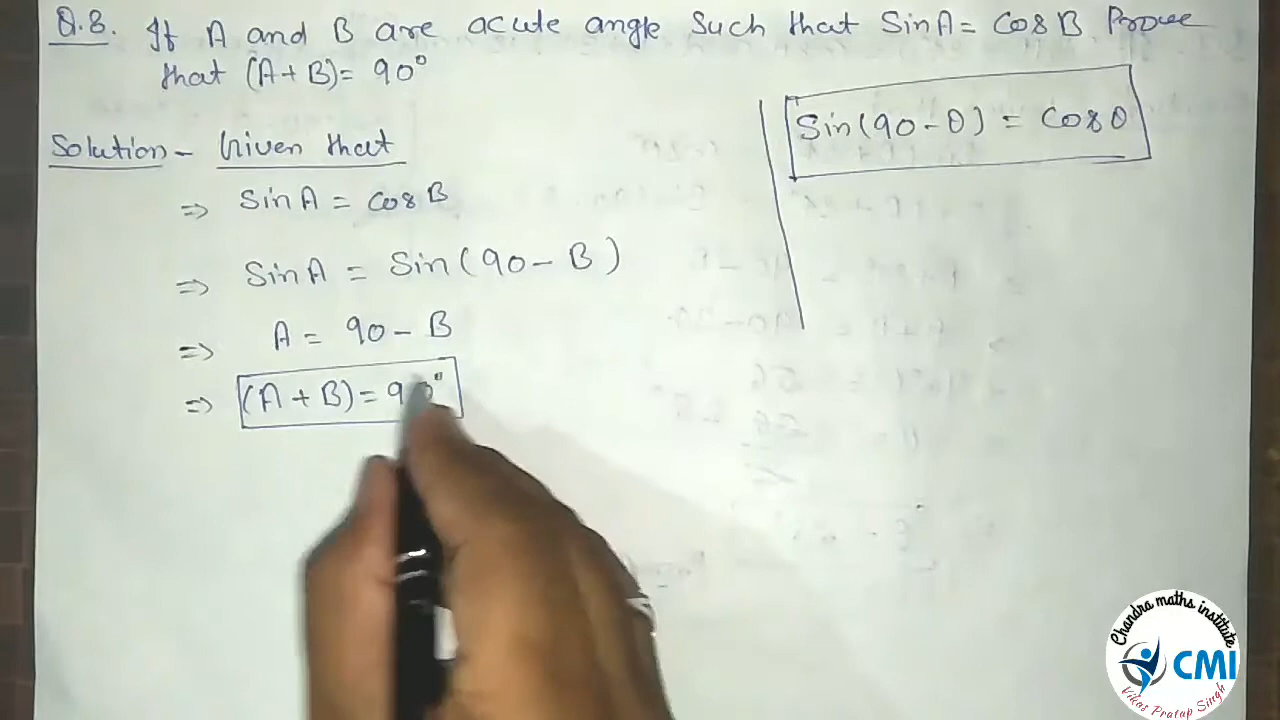 Q.8. If A and B are acute angle Such that SinA = CosB Prove
that (A+B) = 90°
Solution - Given that
⇒ SinA = CosB
⇒ SinA = Sin(90 - B)
⇒ A = 90 - B
⇒ (A+B) = 90°
Sin(90 - θ) = Cosθ
Chandra maths institute
CMI
Vikas Pratap Singh